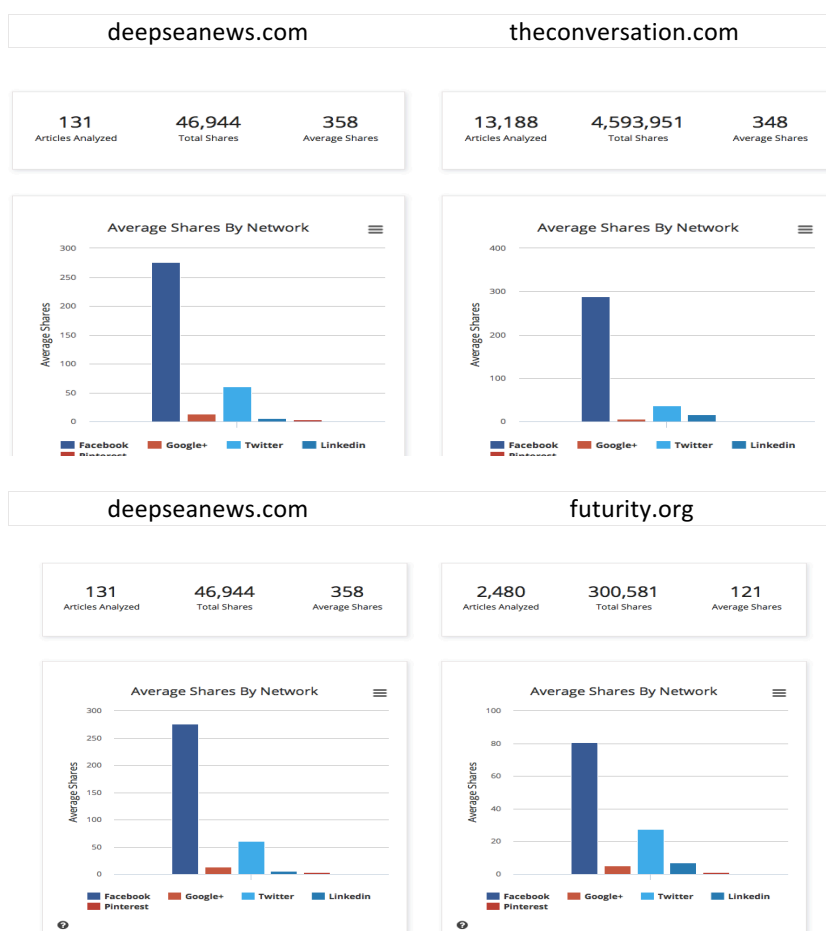 deepseanews.com theconversation.com
131 46,944 358 13,188 4,593,951 348
Articles Analyzed Total Shares Average Shares Articles Analyzed Total Shares Average Shares
Average Shares By Network Average Shares By Network
300 400
250
200 300
150 200
100
50 100
0 0
Average Shares Average Shares
Facebook Google+ Twitter Linkedin Facebook Google+ Twitter Linkedin
Pinterest Pinterest
deepseanews.com futurity.org
131 46,944 358 2,480 300,581 121
Articles Analyzed Total Shares Average Shares Articles Analyzed Total Shares Average Shares
Average Shares By Network Average Shares By Network
300 100
250 80
200
150 60
100 40
50 20
0 0
Average Shares Average Shares
Facebook Google+ Twitter Linkedin Facebook Google+ Twitter Linkedin
Pinterest Pinterest
? ?